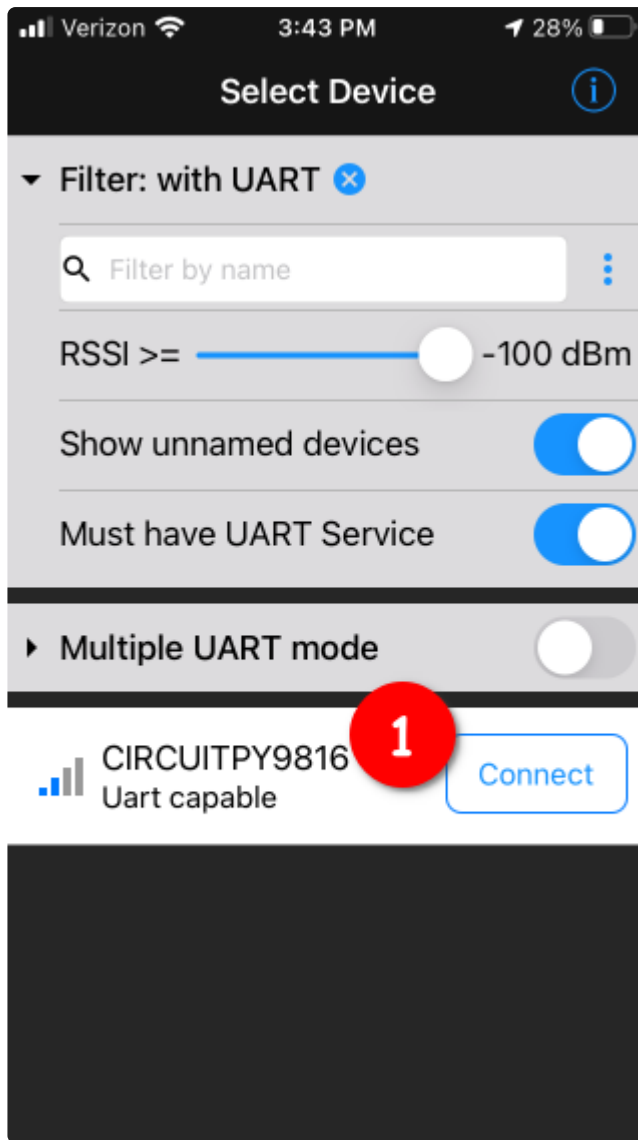 Verizon 3:43 PM 28%
Select Device i
Filter: with UART
Filter by name
RSSI >= -100 dBm
Show unnamed devices
Must have UART Service
Multiple UART mode
1
CIRCUITPY9816 Connect
Uart capable